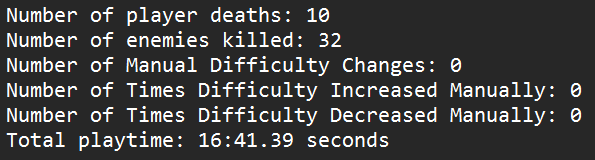 Number of player deaths: 10
Number of enemies killed: 32
Number of Manual Difficulty Changes: 0
Number of Times Difficulty Increased Manually: 0
Number of Times Difficulty Decreased Manually: 0
Total playtime: 16:41.39 seconds